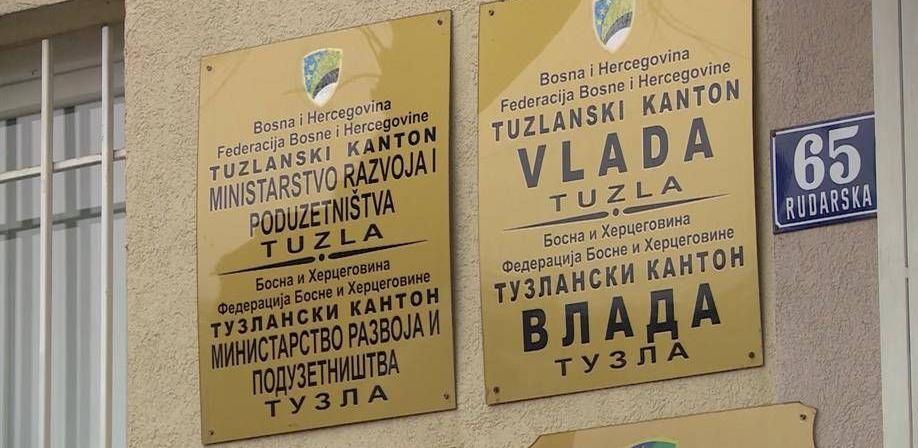 Bosna i Hercegovina
Federacija Bosne i Hercegovine
TUZLANSKI KANTON
MINISTARSTVO RAZVOJA I
PODUZETNIŠTVA
TUZLA
Босна и Херцеговина
Федерација Босне и Херцеговине
ТУЗЛАНСКИ КАНТОН
МИНИСТАРСТВО РАЗВОЈА И
ПОДУЗЕТНИШТВА
ТУЗЛА
Bosna i Hercegovina
Federacija Bosne i Hercegovine
TUZLANSKI KANTON
VLADA
TUZLA
Босна и Херцеговина
Федерација Босне и Херцеговине
ТУЗЛАНСКИ КАНТОН
ВЛАДА
ТУЗЛА
65
RUDARSKA